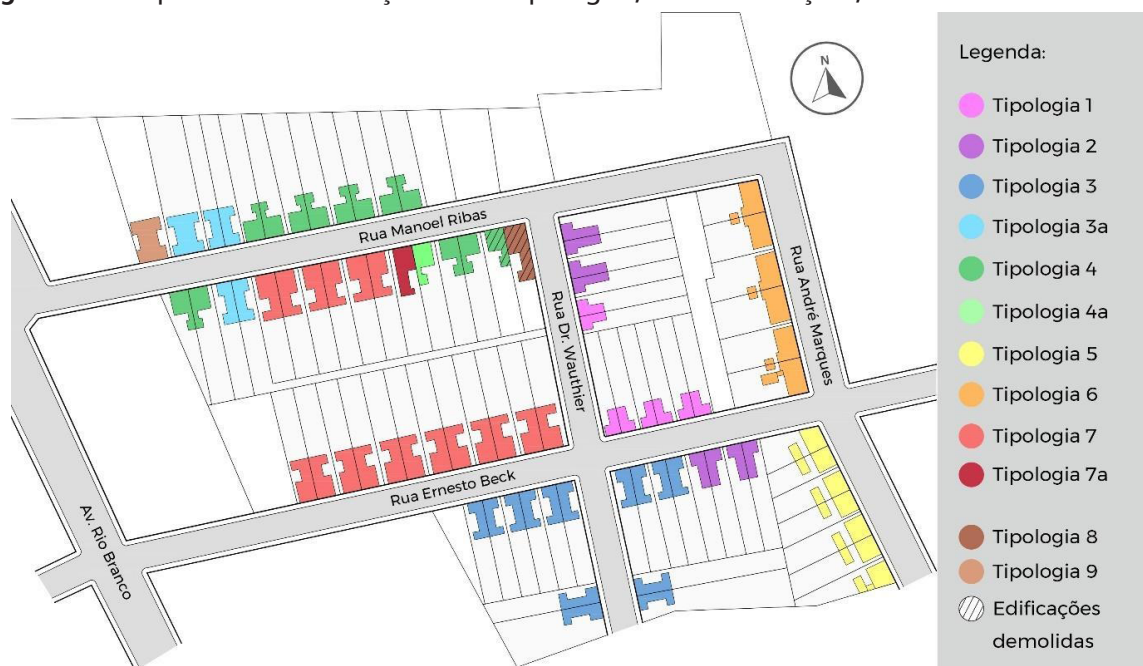 Legenda:
N
Tipologia 1
Tipologia 2
Tipologia 3
Tipologia 3a
Tipologia 4
Tipologia 4a
Tipologia 5
Tipologia 6
Tipologia 7
Tipologia 7a
Tipologia 8
Tipologia 9
Edificações
demolidas
Rua Manoel Ribas
Rua Dr. Wauthier
Rua André Marques
Rua Ernesto Beck
Av. Rio Branco